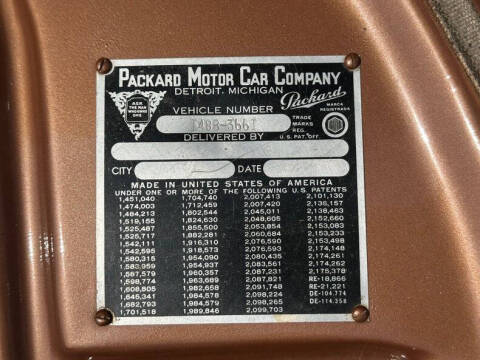 PACKARD MOTOR CAR COMPANY
DETROIT, MICHIGAN
Packard
VEHICLE NUMBER
MARCA
REGISTRADA
ASK
THE MAN
WHO OWNS
ONE
TRADE
MARKS
REG.
U.S. PAT. OFF.
DELIVERED BY
CITY DATE
MADE IN UNITED STATES OF AMERICA
UNDER ONE OR MORE OF THE FOLLOWING U.S. PATENTS
1,451,040 1,704,740 2,007,413 2,101,130
1,474,003 1,712,459 2,007,420 2,136,157
1,484,213 1,802,544 2,045,011 2,138,463
1,519,165 1,824,630 2,048,605 2,152,660
1,525,487 1,855,500 2,053,854 2,153,083
1,525,717 1,882,281 2,060,684 2,153,233
1,542,111 1,916,310 2,076,590 2,153,498
1,542,595 1,918,573 2,076,593 2,174,148
1,580,315 1,954,090 2,080,435 2,174,261
1,583,956 1,954,937 2,083,561 2,174,262
1,587,579 1,960,357 2,087,231 2,175,378
1,598,774 1,963,689 2,087,821 RE-18,866
1,608,805 1,982,658 2,091,748 RE-21,221
1,645,341 1,984,578 2,098,224 DE-104,774
1,682,793 1,984,579 2,098,265 DE-114,358
1,701,518 1,989,846 2,099,703